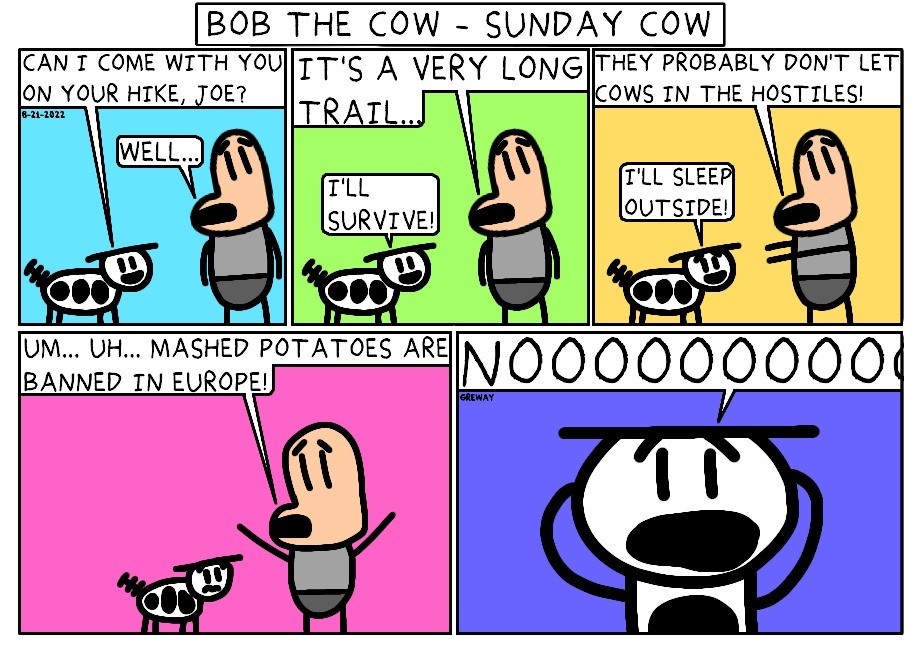 BOB THE COW - SUNDAY COW
CAN I COME WITH YOU
ON YOUR HIKE, JOE?
8-21-2022
WELL...
IT'S A VERY LONG
TRAIL...
I'LL
SURVIVE!
THEY PROBABLY DON'T LET
COWS IN THE HOSTILES!
I'LL SLEEP
OUTSIDE!
UM... UH... MASHED POTATOES ARE
BANNED IN EUROPE!
NOOOOOOOOOOO
GREWAY